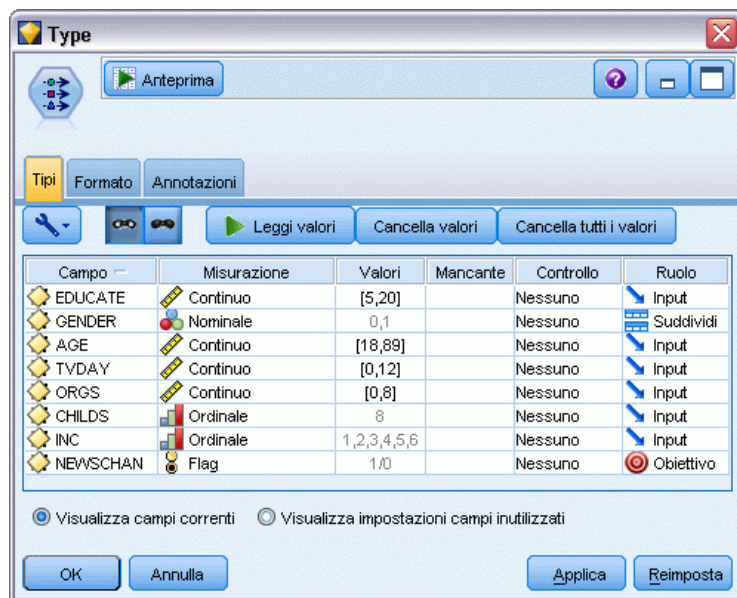 Type
Anteprima
Tipi Formato Annotazioni
Leggi valori Cancella valori Cancella tutti i valori
Campo Misurazione Valori Mancante Controllo Ruolo
EDUCATE Continuo [5,20] Nessuno Input
GENDER Nominale 0,1 Nessuno Suddividi
AGE Continuo [18,89] Nessuno Input
TVDAY Continuo [0,12] Nessuno Input
ORGS Continuo [0,8] Nessuno Input
CHILDS Ordinale 8 Nessuno Input
INC Ordinale 1,2,3,4,5,6 Nessuno Input
NEWSCHAN Flag 1/0 Nessuno Obiettivo
Visualizza campi correnti Visualizza impostazioni campi inutilizzati
OK Annulla Applica Reimposta